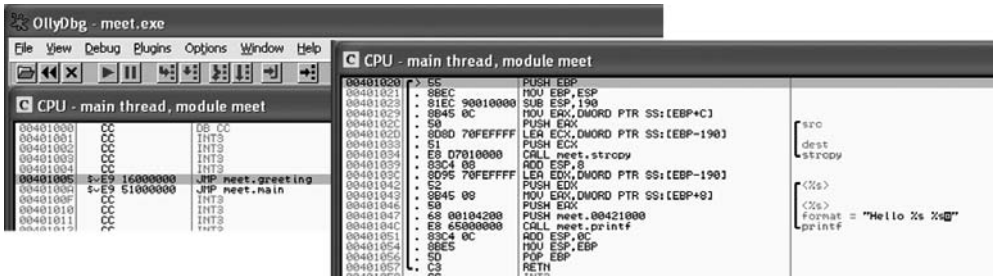 OllyDbg - meet.exe
File View Debug Plugins Options Window Help
C CPU - main thread, module meet
00401000 CC DB CC
00401001 CC INT3
00401002 CC INT3
00401003 CC INT3
00401004 CC INT3
00401005 $-E9 16000000 JMP meet.greeting
0040100A $-E9 51000000 JMP meet.main
0040100F CC INT3
00401010 CC INT3
00401011 CC INT3
00401012 CC INT3
C CPU - main thread, module meet
00401020 > 55 PUSH EBP
00401021 . 8BEC MOV EBP,ESP
00401023 . 81EC 90010000 SUB ESP,190
00401029 . 8B45 0C MOV EAX,DWORD PTR SS:[EBP+C]
0040102C . 50 PUSH EAX src
0040102D . 8D8D 70FEFFFF LEA ECX,DWORD PTR SS:[EBP-190]
00401033 . 51 PUSH ECX dest
00401034 . E8 D7010000 CALL meet.strcpy strcpy
00401039 . 83C4 08 ADD ESP,8
0040103C . 8D95 70FEFFFF LEA EDX,DWORD PTR SS:[EBP-190]
00401042 . 52 PUSH EDX <%s>
00401043 . 8B45 08 MOV EAX,DWORD PTR SS:[EBP+8]
00401046 . 50 PUSH EAX <%s>
00401047 . 68 00104200 PUSH meet.00421000 format = "Hello %s %s"
0040104C . E8 65000000 CALL meet.printf printf
00401051 . 83C4 0C ADD ESP,0C
00401054 . 8BE5 MOV ESP,EBP
00401056 . 5D POP EBP
00401057 . C3 RETN